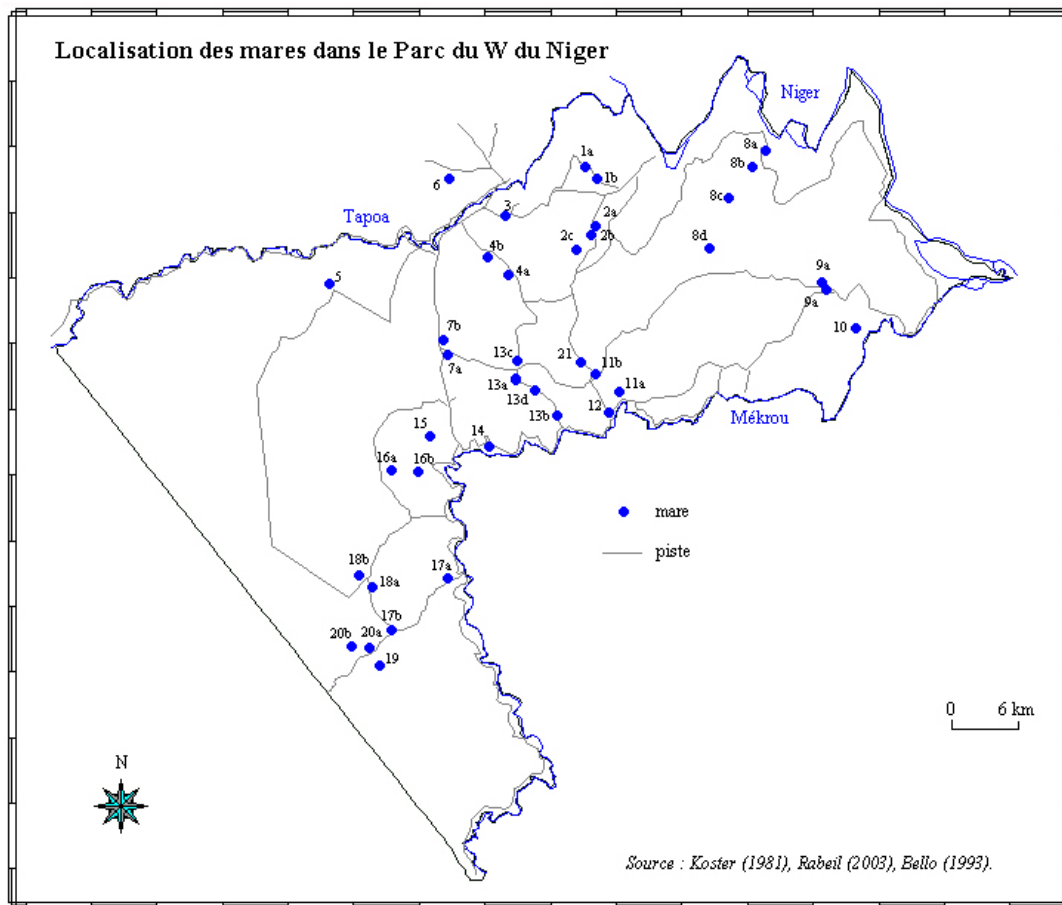 Localisation des mares dans le Parc du W du Niger
Niger
8a
1a
8b
6
1b
8c
3
2a
Tapoa
2c
2b
8d
4b
4a
5
9a
9a
10
7b
13c
21
11b
7a
13a
11a
13d
12
13b
Mékrou
15
14
16a
16b
mare
piste
18b
17a
18a
17b
20b
20a
19
0 6 km
N
Source : Koster (1981), Rabeil (2003), Bello (1993).